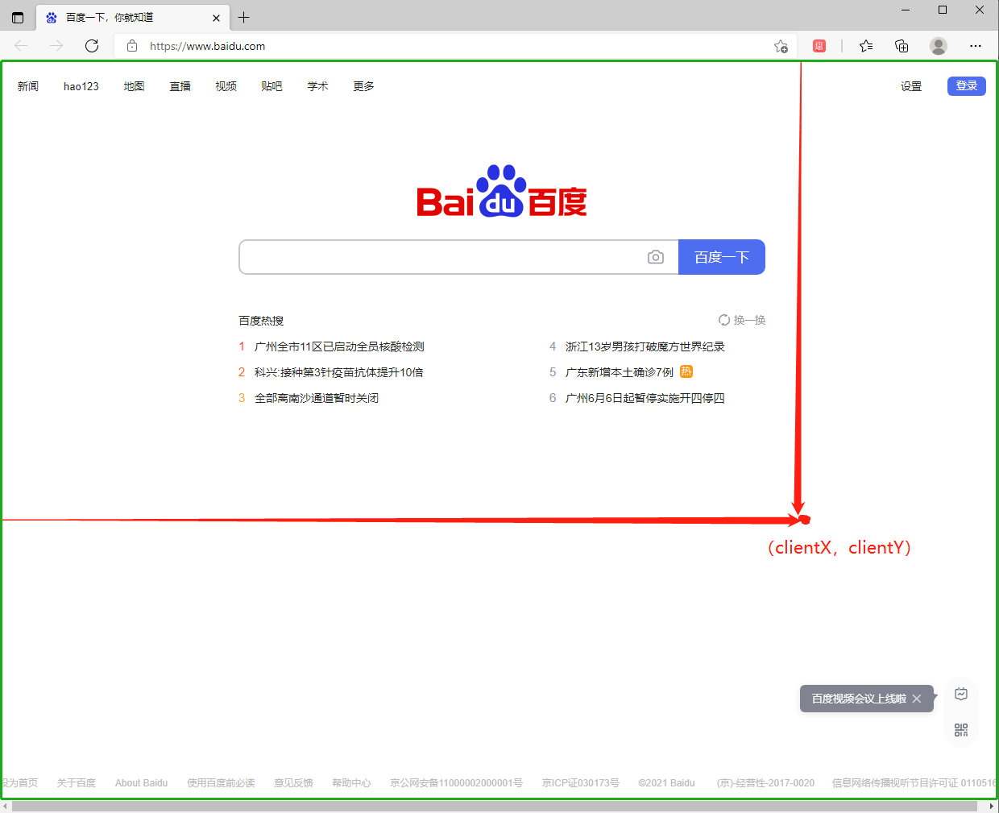 百度一下，你就知道
https://www.baidu.com
惠
新闻 hao123 地图 直播 视频 贴吧 学术 更多 设置 登录
Bai du 百度
百度一下
百度热搜 换一换
1 广州全市11区已启动全员核酸检测
4 浙江13岁男孩打破魔方世界纪录
2 科兴:接种第3针疫苗抗体提升10倍
5 广东新增本土确诊7例 热
3 全部离南沙通道暂时关闭
6 广州6月6日起暂停实施开四停四
（clientX，clientY）
百度视频会议上线啦
设为首页 关于百度 About Baidu 使用百度前必读 意见反馈 帮助中心 京公网安备11000002000001号 京ICP证030173号 ©2021 Baidu (京)-经营性-2017-0020 信息网络传播视听节目许可证 0110516